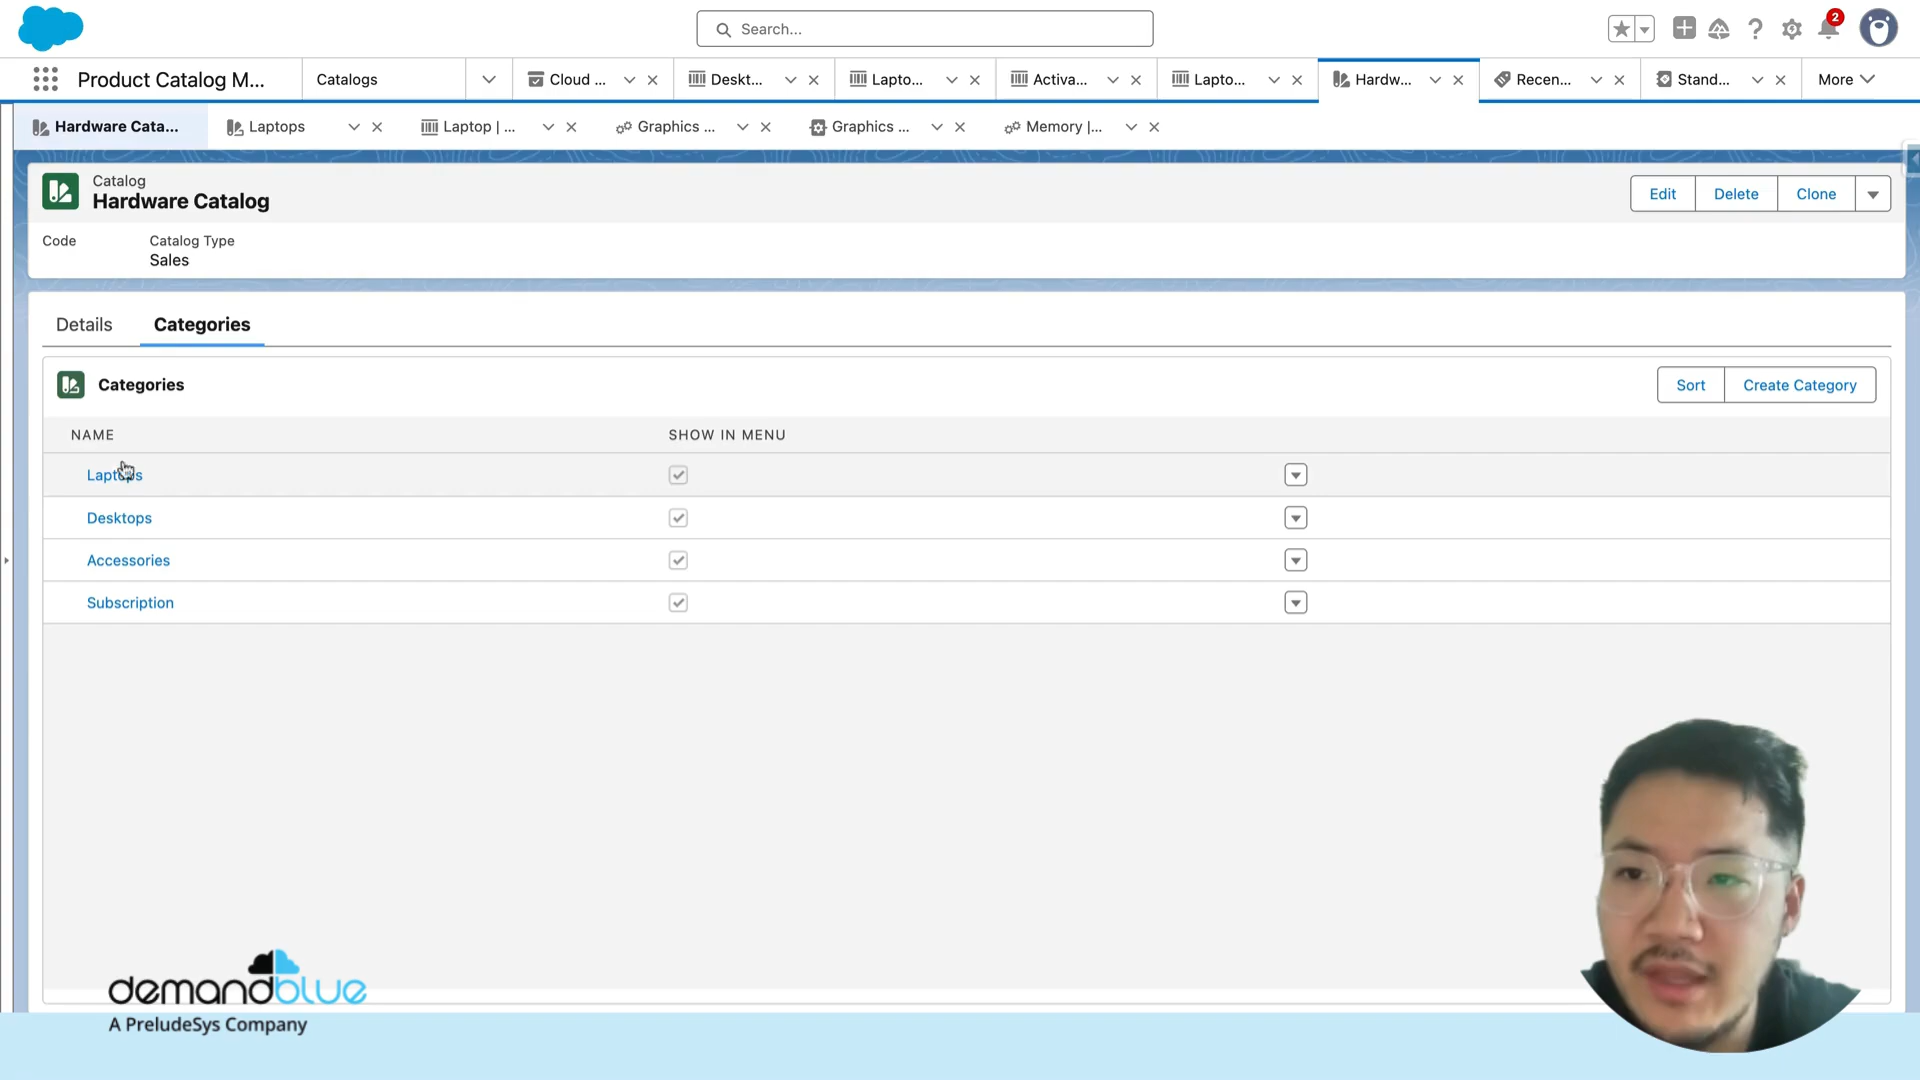 Search...
2
Product Catalog M...
Catalogs
Cloud ...
Deskt...
Lapto...
Activa...
Lapto...
Hardw...
Recen...
Stand...
More
Hardware Cata...
Laptops
Laptop | ...
Graphics ...
Graphics ...
Memory |...
Catalog
Hardware Catalog
Edit
Delete
Clone
Code
Catalog Type
Sales
Details
Categories
Categories
Sort
Create Category
NAME
SHOW IN MENU
Laptops
Desktops
Accessories
Subscription
demandblue
A PreludeSys Company